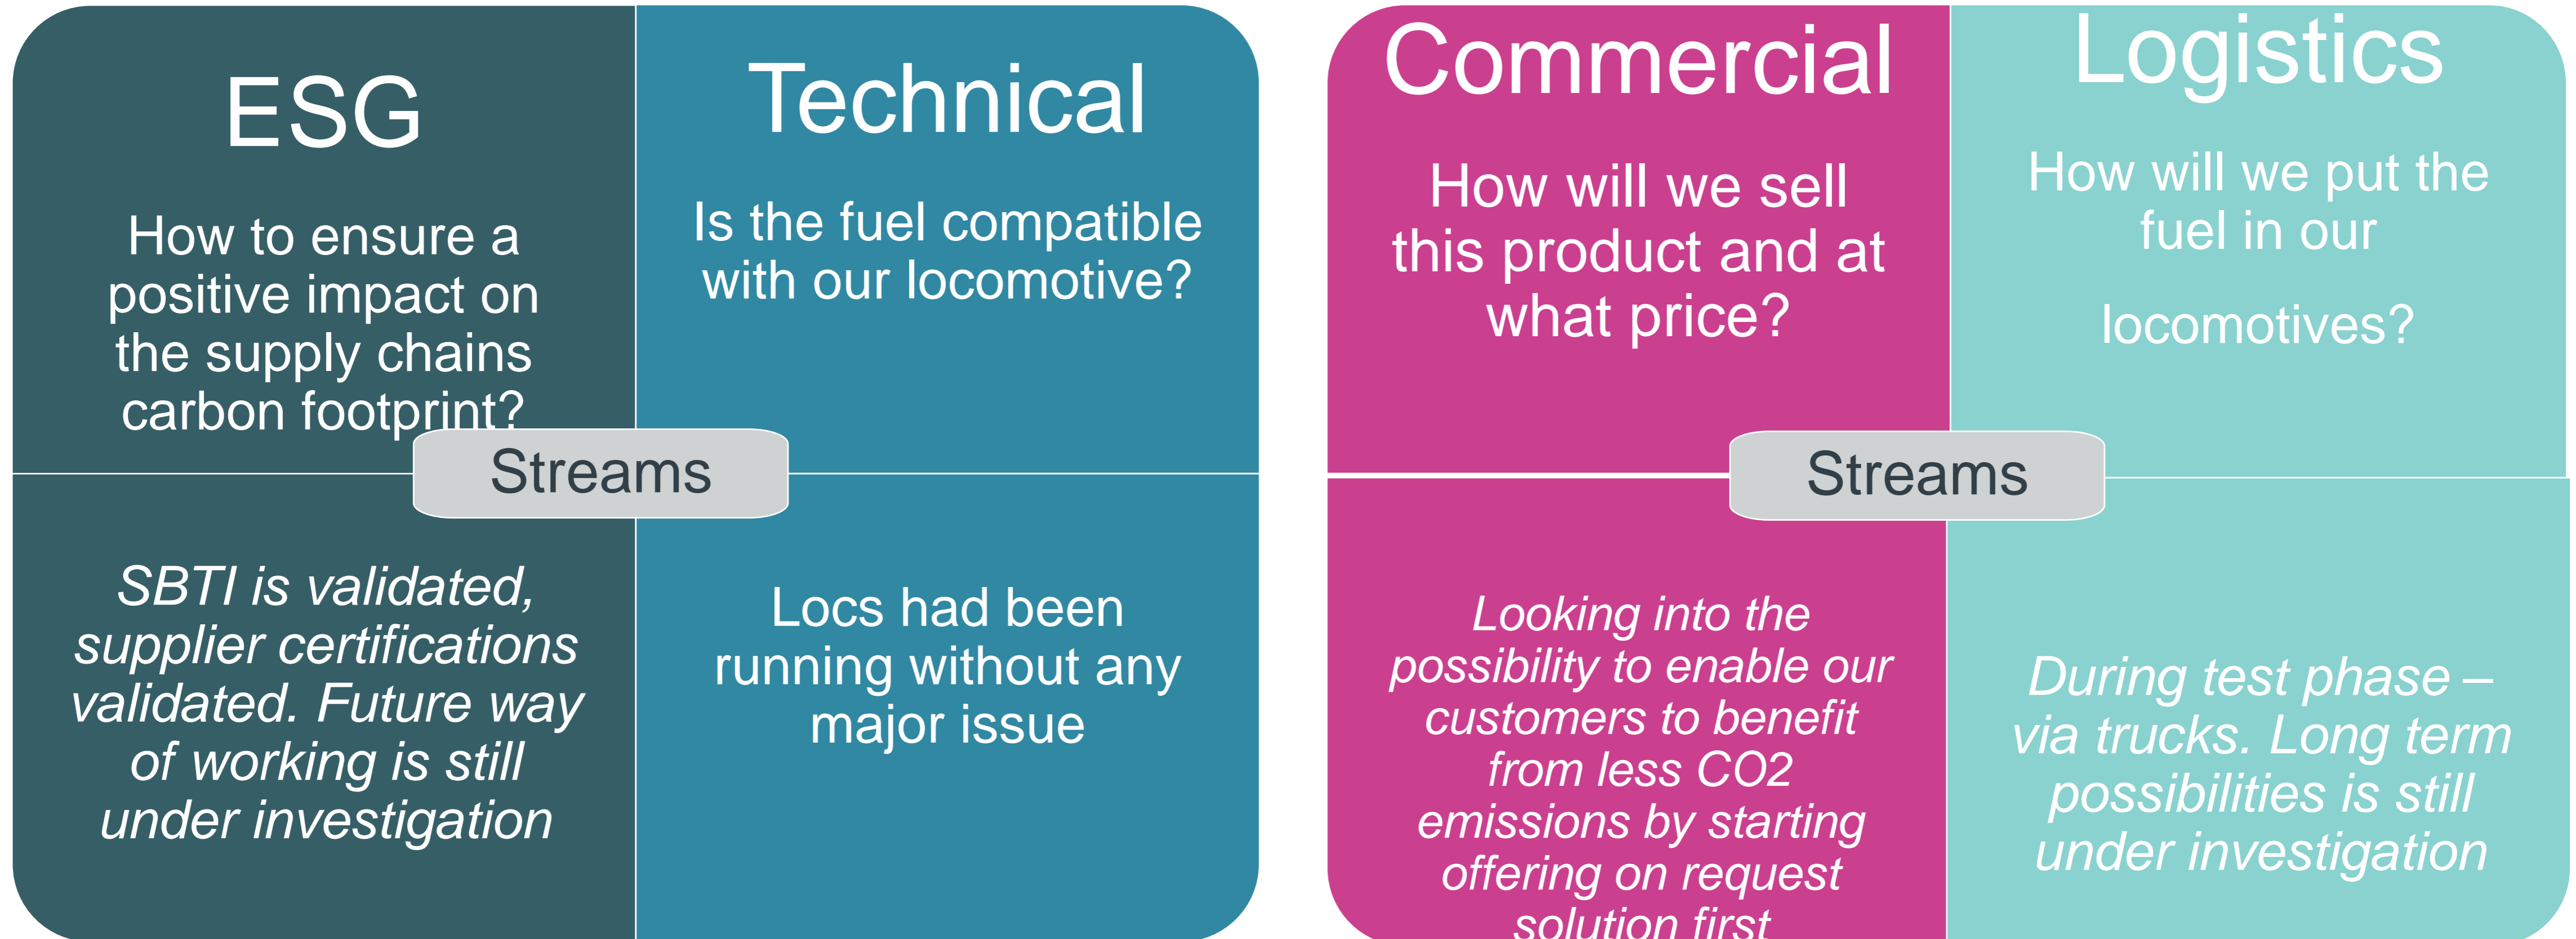 ESG
How to ensure a
positive impact on
the supply chains
carbon footprint?
Technical
Is the fuel compatible
with our locomotive?
Streams
SBTI is validated,
supplier certifications
validated. Future way
of working is still
under investigation
Locs had been
running without any
major issue
Commercial
How will we sell
this product and at
what price?
Logistics
How will we put the
fuel in our
locomotives?
Streams
Looking into the
possibility to enable our
customers to benefit
from less CO2
emissions by starting
offering on request
solution first
During test phase –
via trucks. Long term
possibilities is still
under investigation